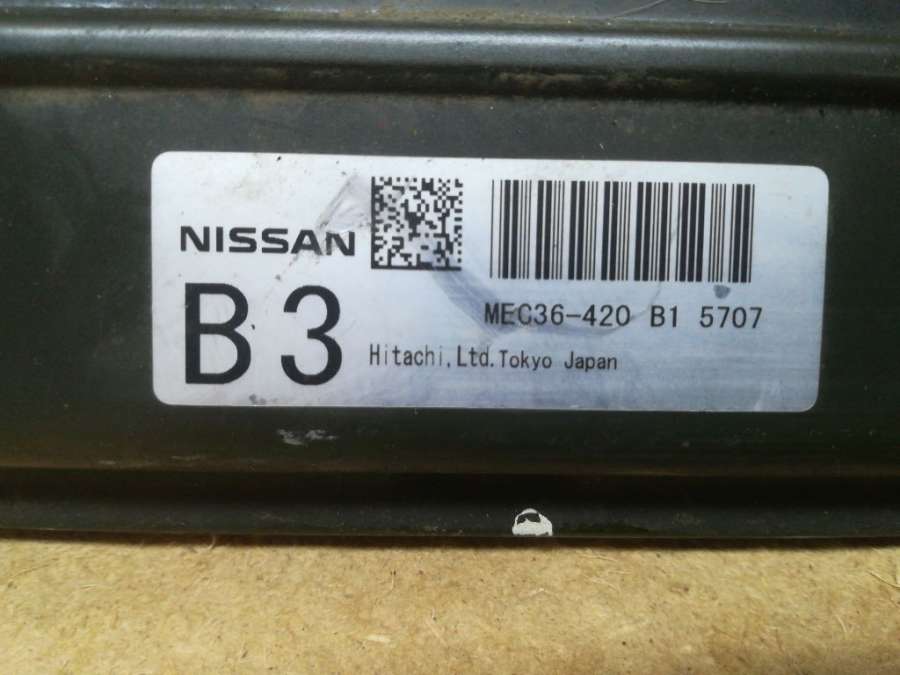 NISSAN
B3
MEC36-420 B1 5707
Hitachi,Ltd.Tokyo Japan